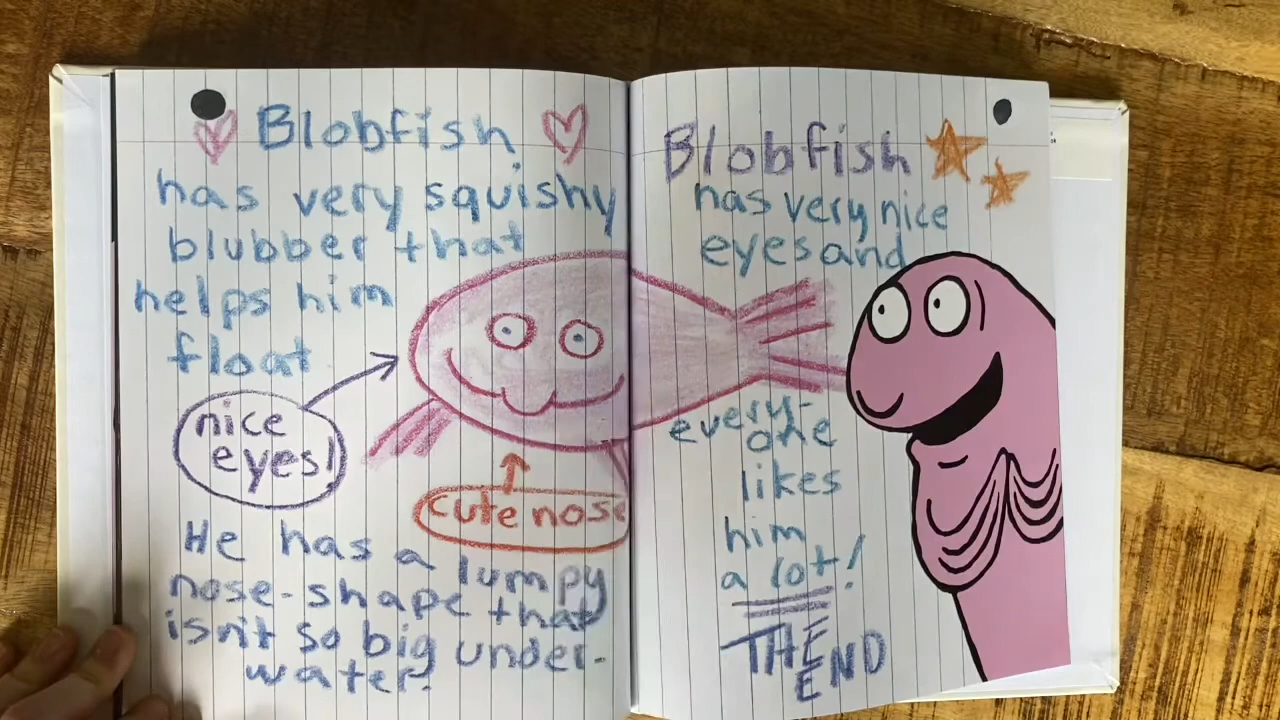 Blobfish
has very squishy
blubber that
helps him
float
nice
eyes!
cute nose
He has a lumpy
nose-shape that
isn't so big under-
water.
Blobfish
has very nice
eyes and
every-
one
likes
him
a lot!
THE
END